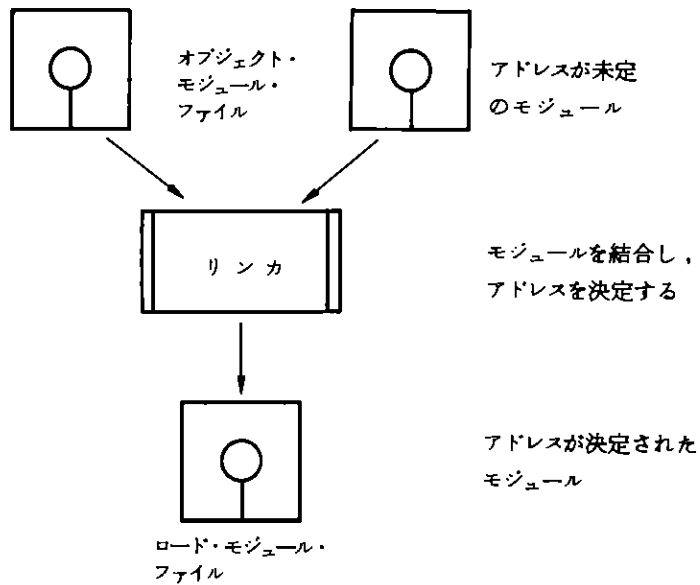 オブジェクト・
モジュール・
ファイル
アドレスが未定
のモジュール
リンカ
モジュールを結合し，
アドレスを決定する
アドレスが決定された
モジュール
ロード・モジュール・
ファイル